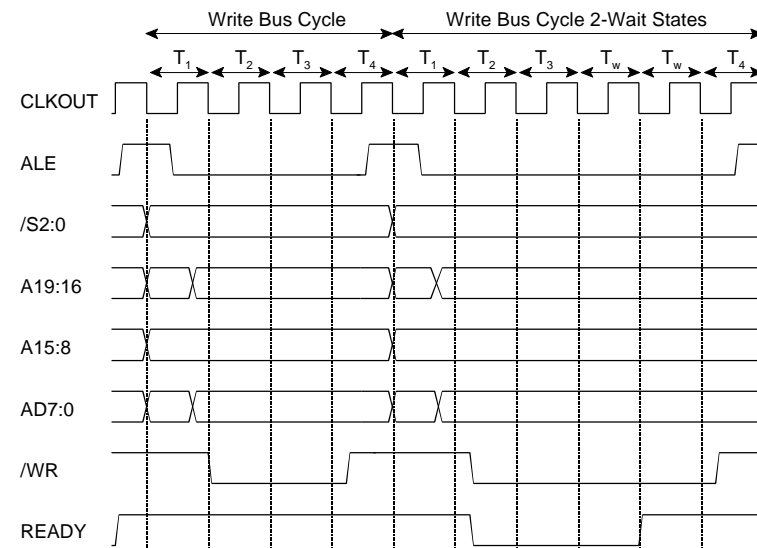 Write Bus Cycle Write Bus Cycle 2-Wait States
T1 T2 T3 T4 T1 T2 T3 Tw Tw T4
CLKOUT
ALE
/S2:0
A19:16
A15:8
AD7:0
/WR
READY